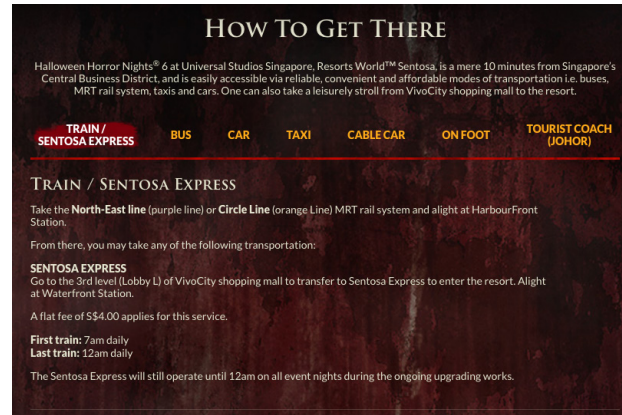 How To Get There
Halloween Horror Nights® 6 at Universal Studios Singapore, Resorts World™ Sentosa, is a mere 10 minutes from Singapore's
Central Business District, and is easily accessible via reliable, convenient and affordable modes of transportation i.e. buses,
MRT rail system, taxis and cars. One can also take a leisurely stroll from VivoCity shopping mall to the resort.
TRAIN /
SENTOSA EXPRESS
BUS
CAR
TAXI
CABLE CAR
ON FOOT
TOURIST COACH
(JOHOR)
Train / Sentosa Express
Take the North-East line (purple line) or Circle Line (orange Line) MRT rail system and alight at HarbourFront
Station.
From there, you may take any of the following transportation:
SENTOSA EXPRESS
Go to the 3rd level (Lobby L) of VivoCity shopping mall to transfer to Sentosa Express to enter the resort. Alight
at Waterfront Station.
A flat fee of S$4.00 applies for this service.
First train: 7am daily
Last train: 12am daily
The Sentosa Express will still operate until 12am on all event nights during the ongoing upgrading works.